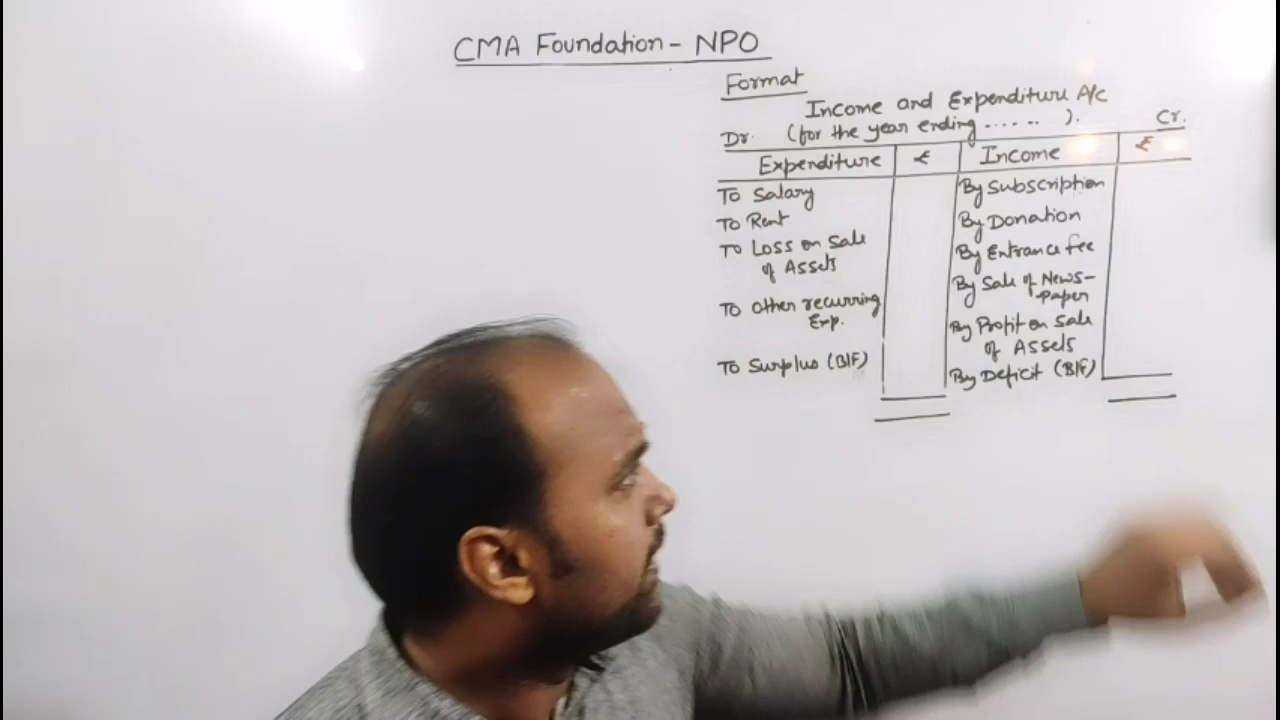 CMA Foundation - NPO
Format
Income and Expenditure A/c
Dr. (for the year ending ...... ). Cr.
Expenditure ₹ Income ₹
To Salary
To Rent
To Loss on Sale
of Assets
To Other recurring
Exp.
To Surplus (B/F)
By Subscription
By Donation
By Entrance fee
By Sale of News-
paper
By Profit on Sale
of Assets
By Deficit (B/F)